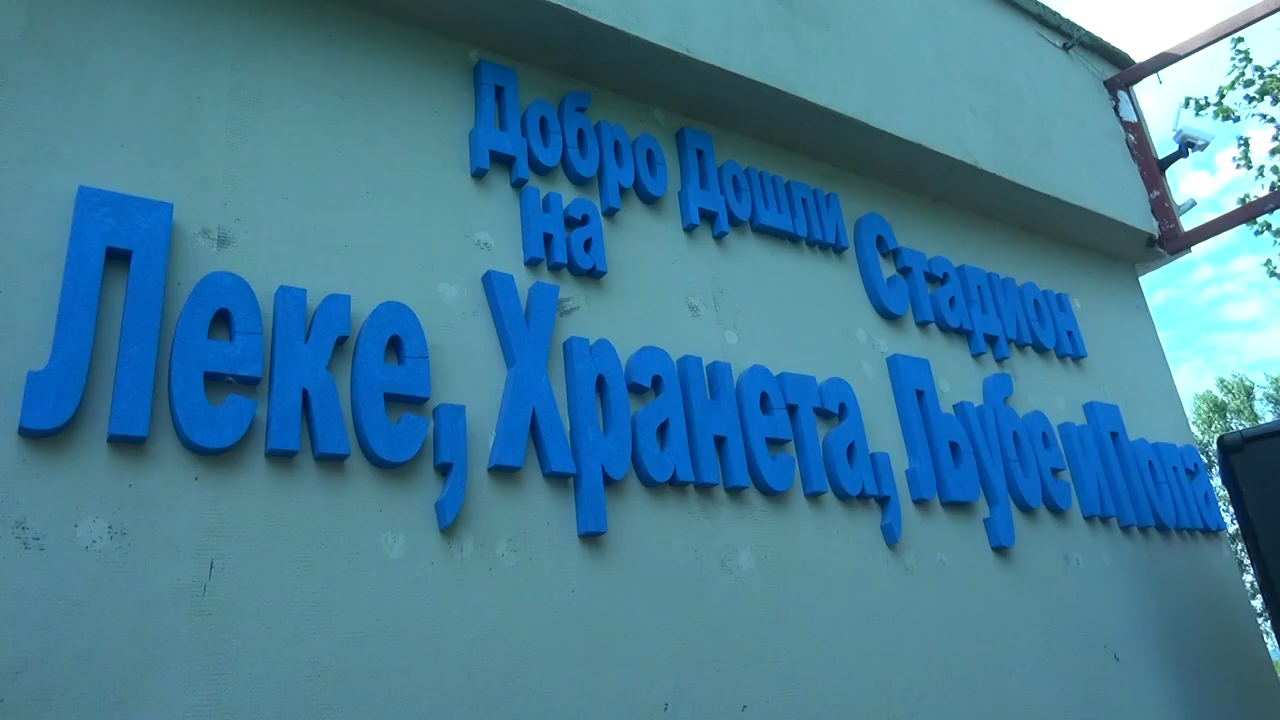 Добро Дошли
на Стадион
Леке, Хранета, Љубе и Попа